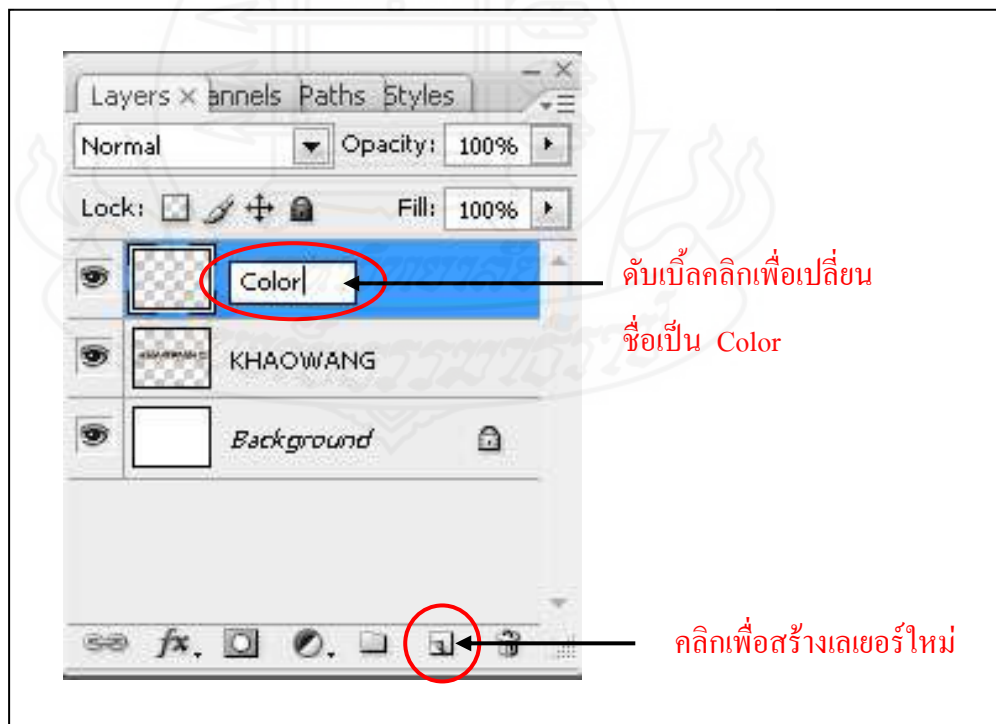 Layers × annels Paths Styles
Normal Opacity: 100%
Lock: Fill: 100%
Color
ดับเบิ้ลคลิกเพื่อเปลี่ยน
ชื่อเป็น Color
KHAOWANG
Background
fx.
คลิกเพื่อสร้างเลเยอร์ใหม่